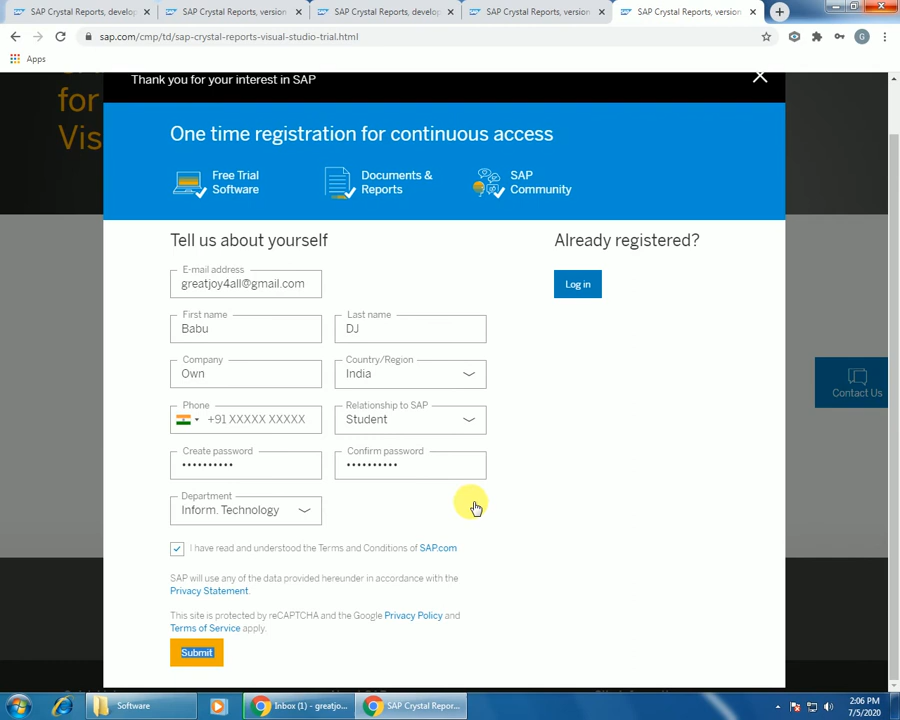 SAP Crystal Reports, develop
SAP Crystal Reports, version
SAP Crystal Reports, develop
SAP Crystal Reports, version
SAP Crystal Reports, version
sap.com/cmp/td/sap-crystal-reports-visual-studio-trial.html
G
Apps
for
Vis
Thank you for your interest in SAP
One time registration for continuous access
Free Trial
Software
Documents &
Reports
SAP
Community
Tell us about yourself
Already registered?
E-mail address
greatjoy4all@gmail.com
Log in
First name
Babu
Last name
DJ
Company
Own
Country/Region
India
Contact Us
Phone
+91 XXXXX XXXXX
Relationship to SAP
Student
Create password
••••••••••
Confirm password
••••••••••
Department
Inform. Technology
I have read and understood the Terms and Conditions of SAP.com
SAP will use any of the data provided hereunder in accordance with the
Privacy Statement.
This site is protected by reCAPTCHA and the Google Privacy Policy and
Terms of Service apply.
Submit
Software
Inbox (1) - greatjo...
SAP Crystal Repor...
2:06 PM
7/5/2020